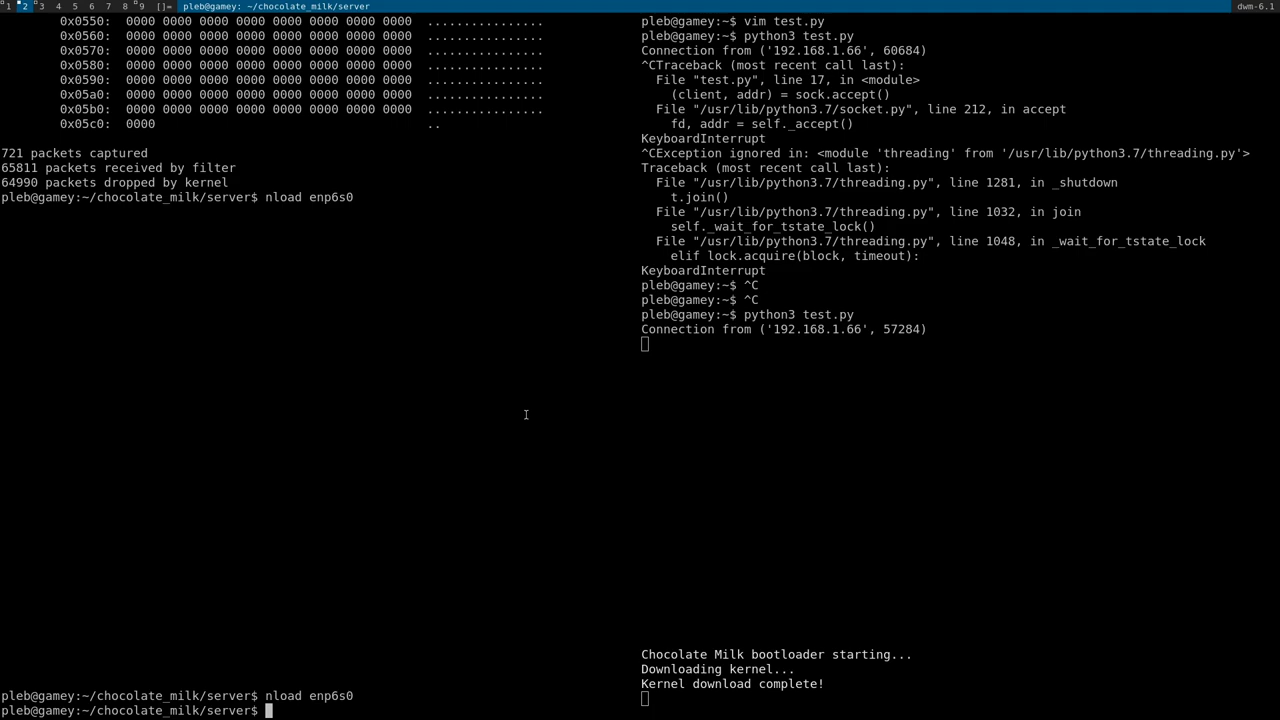 1 2 3 4 5 6 7 8 9 []= pleb@gamey: ~/chocolate_milk/server dwm-6.1
0x0550: 0000 0000 0000 0000 0000 0000 0000 0000 ................
0x0560: 0000 0000 0000 0000 0000 0000 0000 0000 ................
0x0570: 0000 0000 0000 0000 0000 0000 0000 0000 ................
0x0580: 0000 0000 0000 0000 0000 0000 0000 0000 ................
0x0590: 0000 0000 0000 0000 0000 0000 0000 0000 ................
0x05a0: 0000 0000 0000 0000 0000 0000 0000 0000 ................
0x05b0: 0000 0000 0000 0000 0000 0000 0000 0000 ................
0x05c0: 0000 ..
721 packets captured
65811 packets received by filter
64990 packets dropped by kernel
pleb@gamey:~/chocolate_milk/server$ nload enp6s0
pleb@gamey:~/chocolate_milk/server$ nload enp6s0
pleb@gamey:~/chocolate_milk/server$
pleb@gamey:~$ vim test.py
pleb@gamey:~$ python3 test.py
Connection from ('192.168.1.66', 60684)
^CTraceback (most recent call last):
File "test.py", line 17, in <module>
(client, addr) = sock.accept()
File "/usr/lib/python3.7/socket.py", line 212, in accept
fd, addr = self._accept()
KeyboardInterrupt
^CException ignored in: <module 'threading' from '/usr/lib/python3.7/threading.py'>
Traceback (most recent call last):
File "/usr/lib/python3.7/threading.py", line 1281, in _shutdown
t.join()
File "/usr/lib/python3.7/threading.py", line 1032, in join
self._wait_for_tstate_lock()
File "/usr/lib/python3.7/threading.py", line 1048, in _wait_for_tstate_lock
elif lock.acquire(block, timeout):
KeyboardInterrupt
pleb@gamey:~$ ^C
pleb@gamey:~$ ^C
pleb@gamey:~$ python3 test.py
Connection from ('192.168.1.66', 57284)
Chocolate Milk bootloader starting...
Downloading kernel...
Kernel download complete!